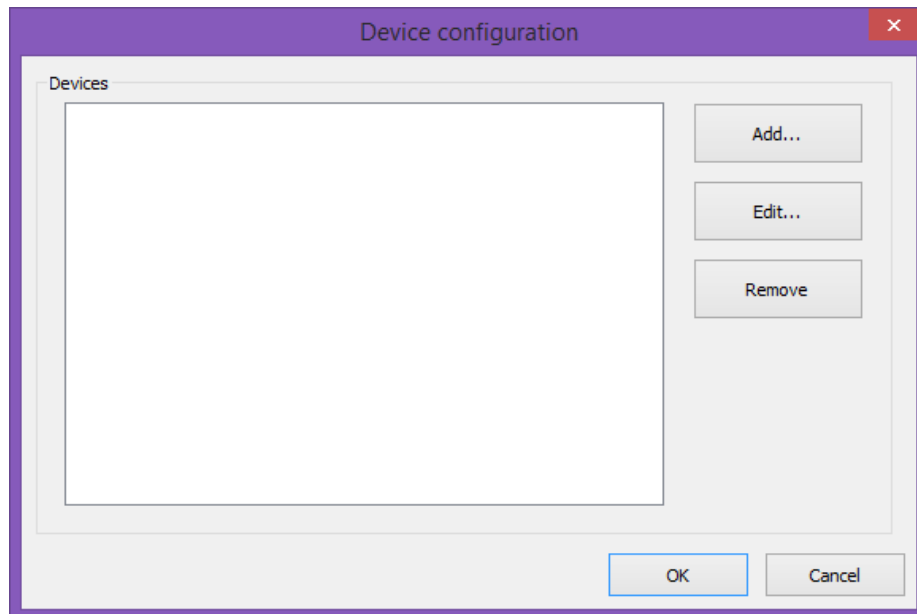 Device configuration
Devices
Add...
Edit...
Remove
OK
Cancel